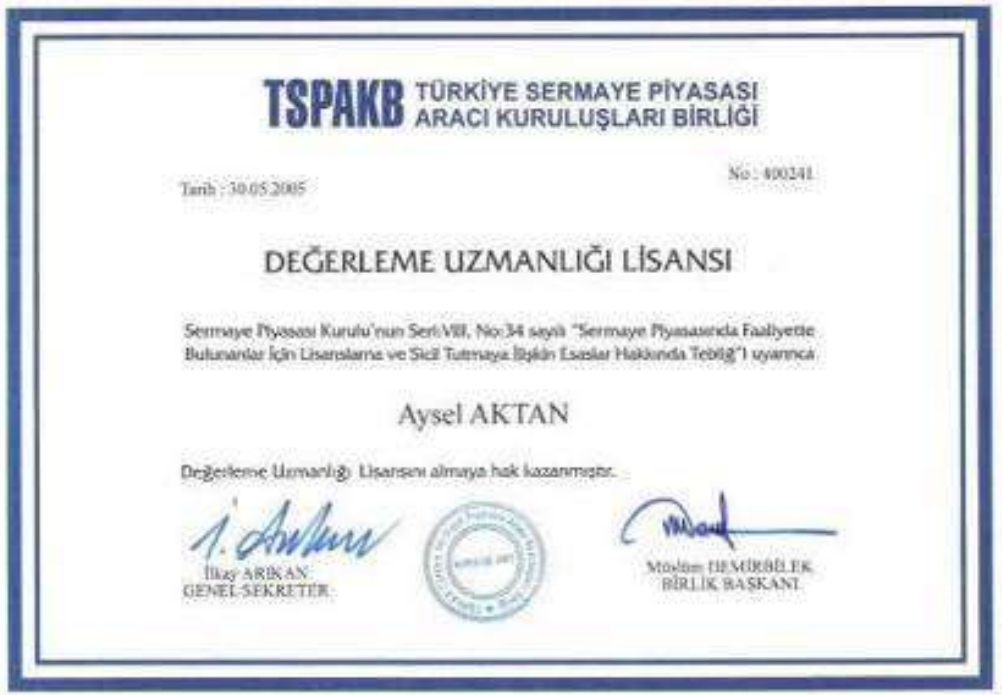 TSPAKB TÜRKİYE SERMAYE PİYASASI
ARACI KURULUŞLARI BİRLİĞİ
Tarih : 30.05.2005
No : 400241
DEĞERLEME UZMANLIĞI LİSANSI
Sermaye Piyasası Kurulu'nun Seri:VIII, No:34 sayılı "Sermaye Piyasasında Faaliyette
Bulunanlar İçin Lisanslama ve Sicil Tutmaya İlişkin Esaslar Hakkında Tebliğ"i uyarınca
Aysel AKTAN
Değerleme Uzmanlığı Lisansını almaya hak kazanmıştır.
İlkay ARIKAN
GENEL SEKRETER
Müslüm DEMİRBİLEK
BİRLİK BAŞKANI